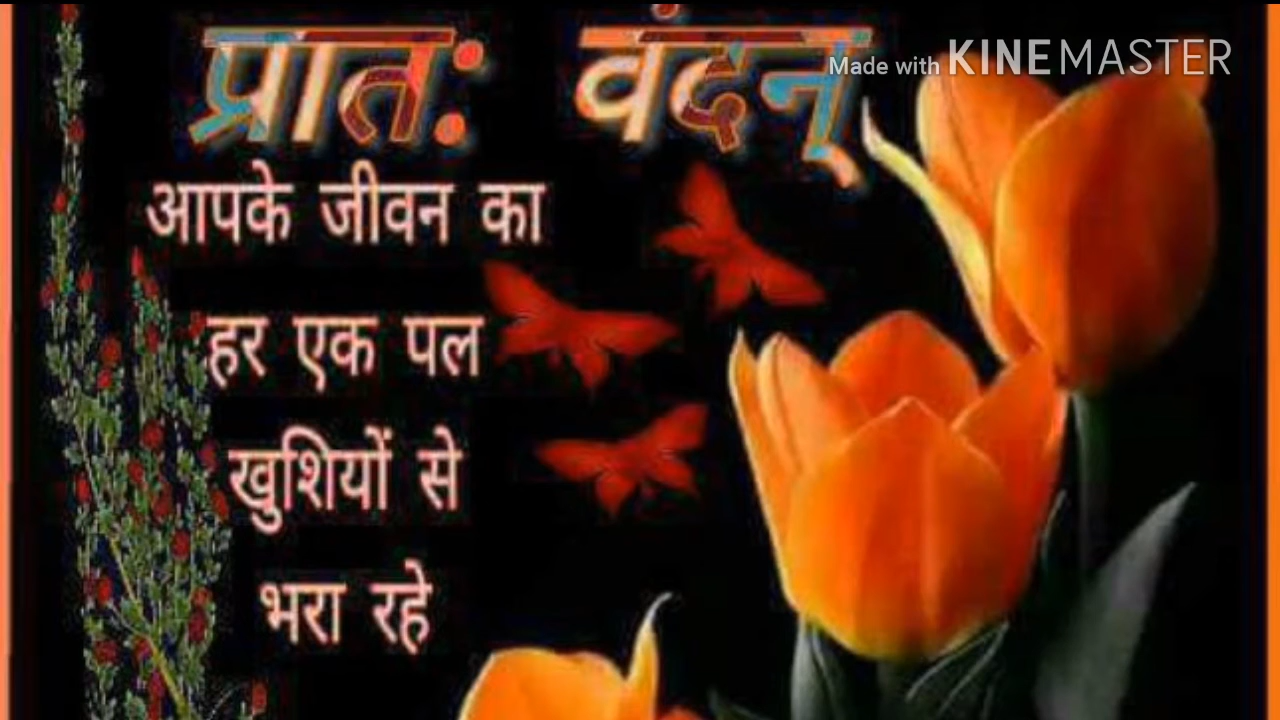 प्रातः वंदन्
Made with KINEMASTER
आपके जीवन का
हर एक पल
खुशियों से
भरा रहे